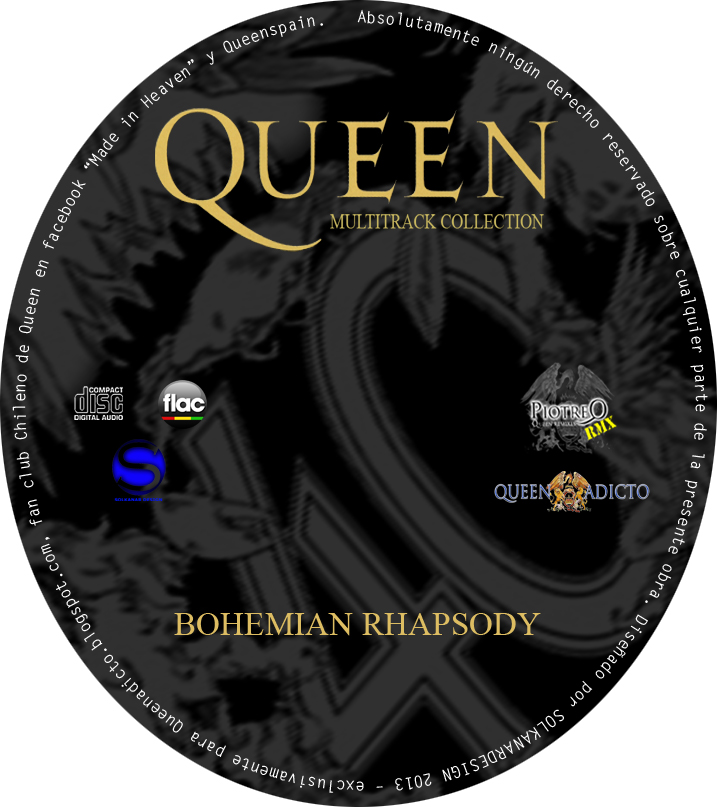 Absolutamente ningún derecho reservado sobre cualquier parte de la presente obra. Diseñado por SOLKANARDESIGN 2013 - exclusivamente para Queenadicto.blogspot.com, fan club Chileno de Queen en facebook “Made in Heaven” y Queenspain.
QUEEN
MULTITRACK COLLECTION
COMPACT
disc
DIGITAL AUDIO
flac
PIOTREQ
RMX
QUEEN ADICTO
BOHEMIAN RHAPSODY